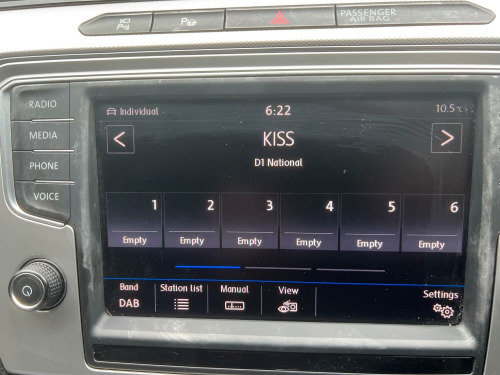 PASSENGER
AIR BAG
RADIO
MEDIA
PHONE
VOICE
Individual 6:22 10.5°C
KISS
D1 National
1 2 3 4 5 6
Empty Empty Empty Empty Empty Empty
Band Station list Manual View Settings
DAB